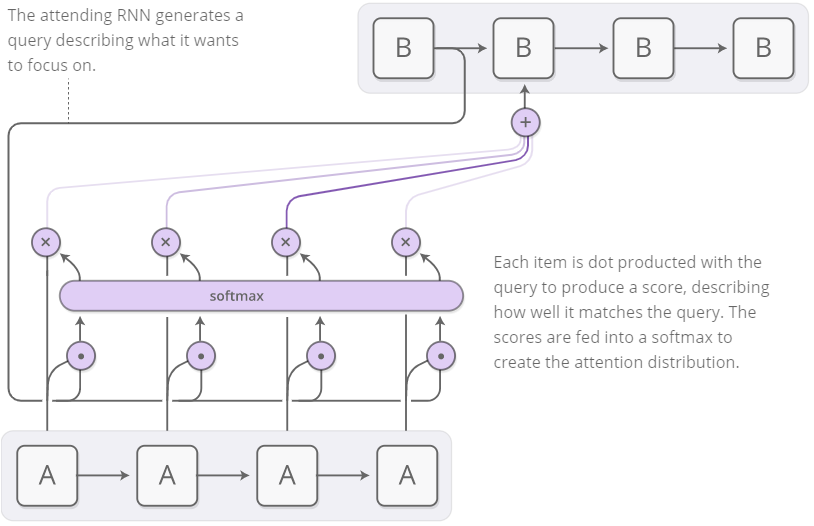 The attending RNN generates a
query describing what it wants
to focus on.
B B B B
+
× × × ×
Each item is dot producted with the
query to produce a score, describing
how well it matches the query. The
scores are fed into a softmax to
create the attention distribution.
softmax
A A A A